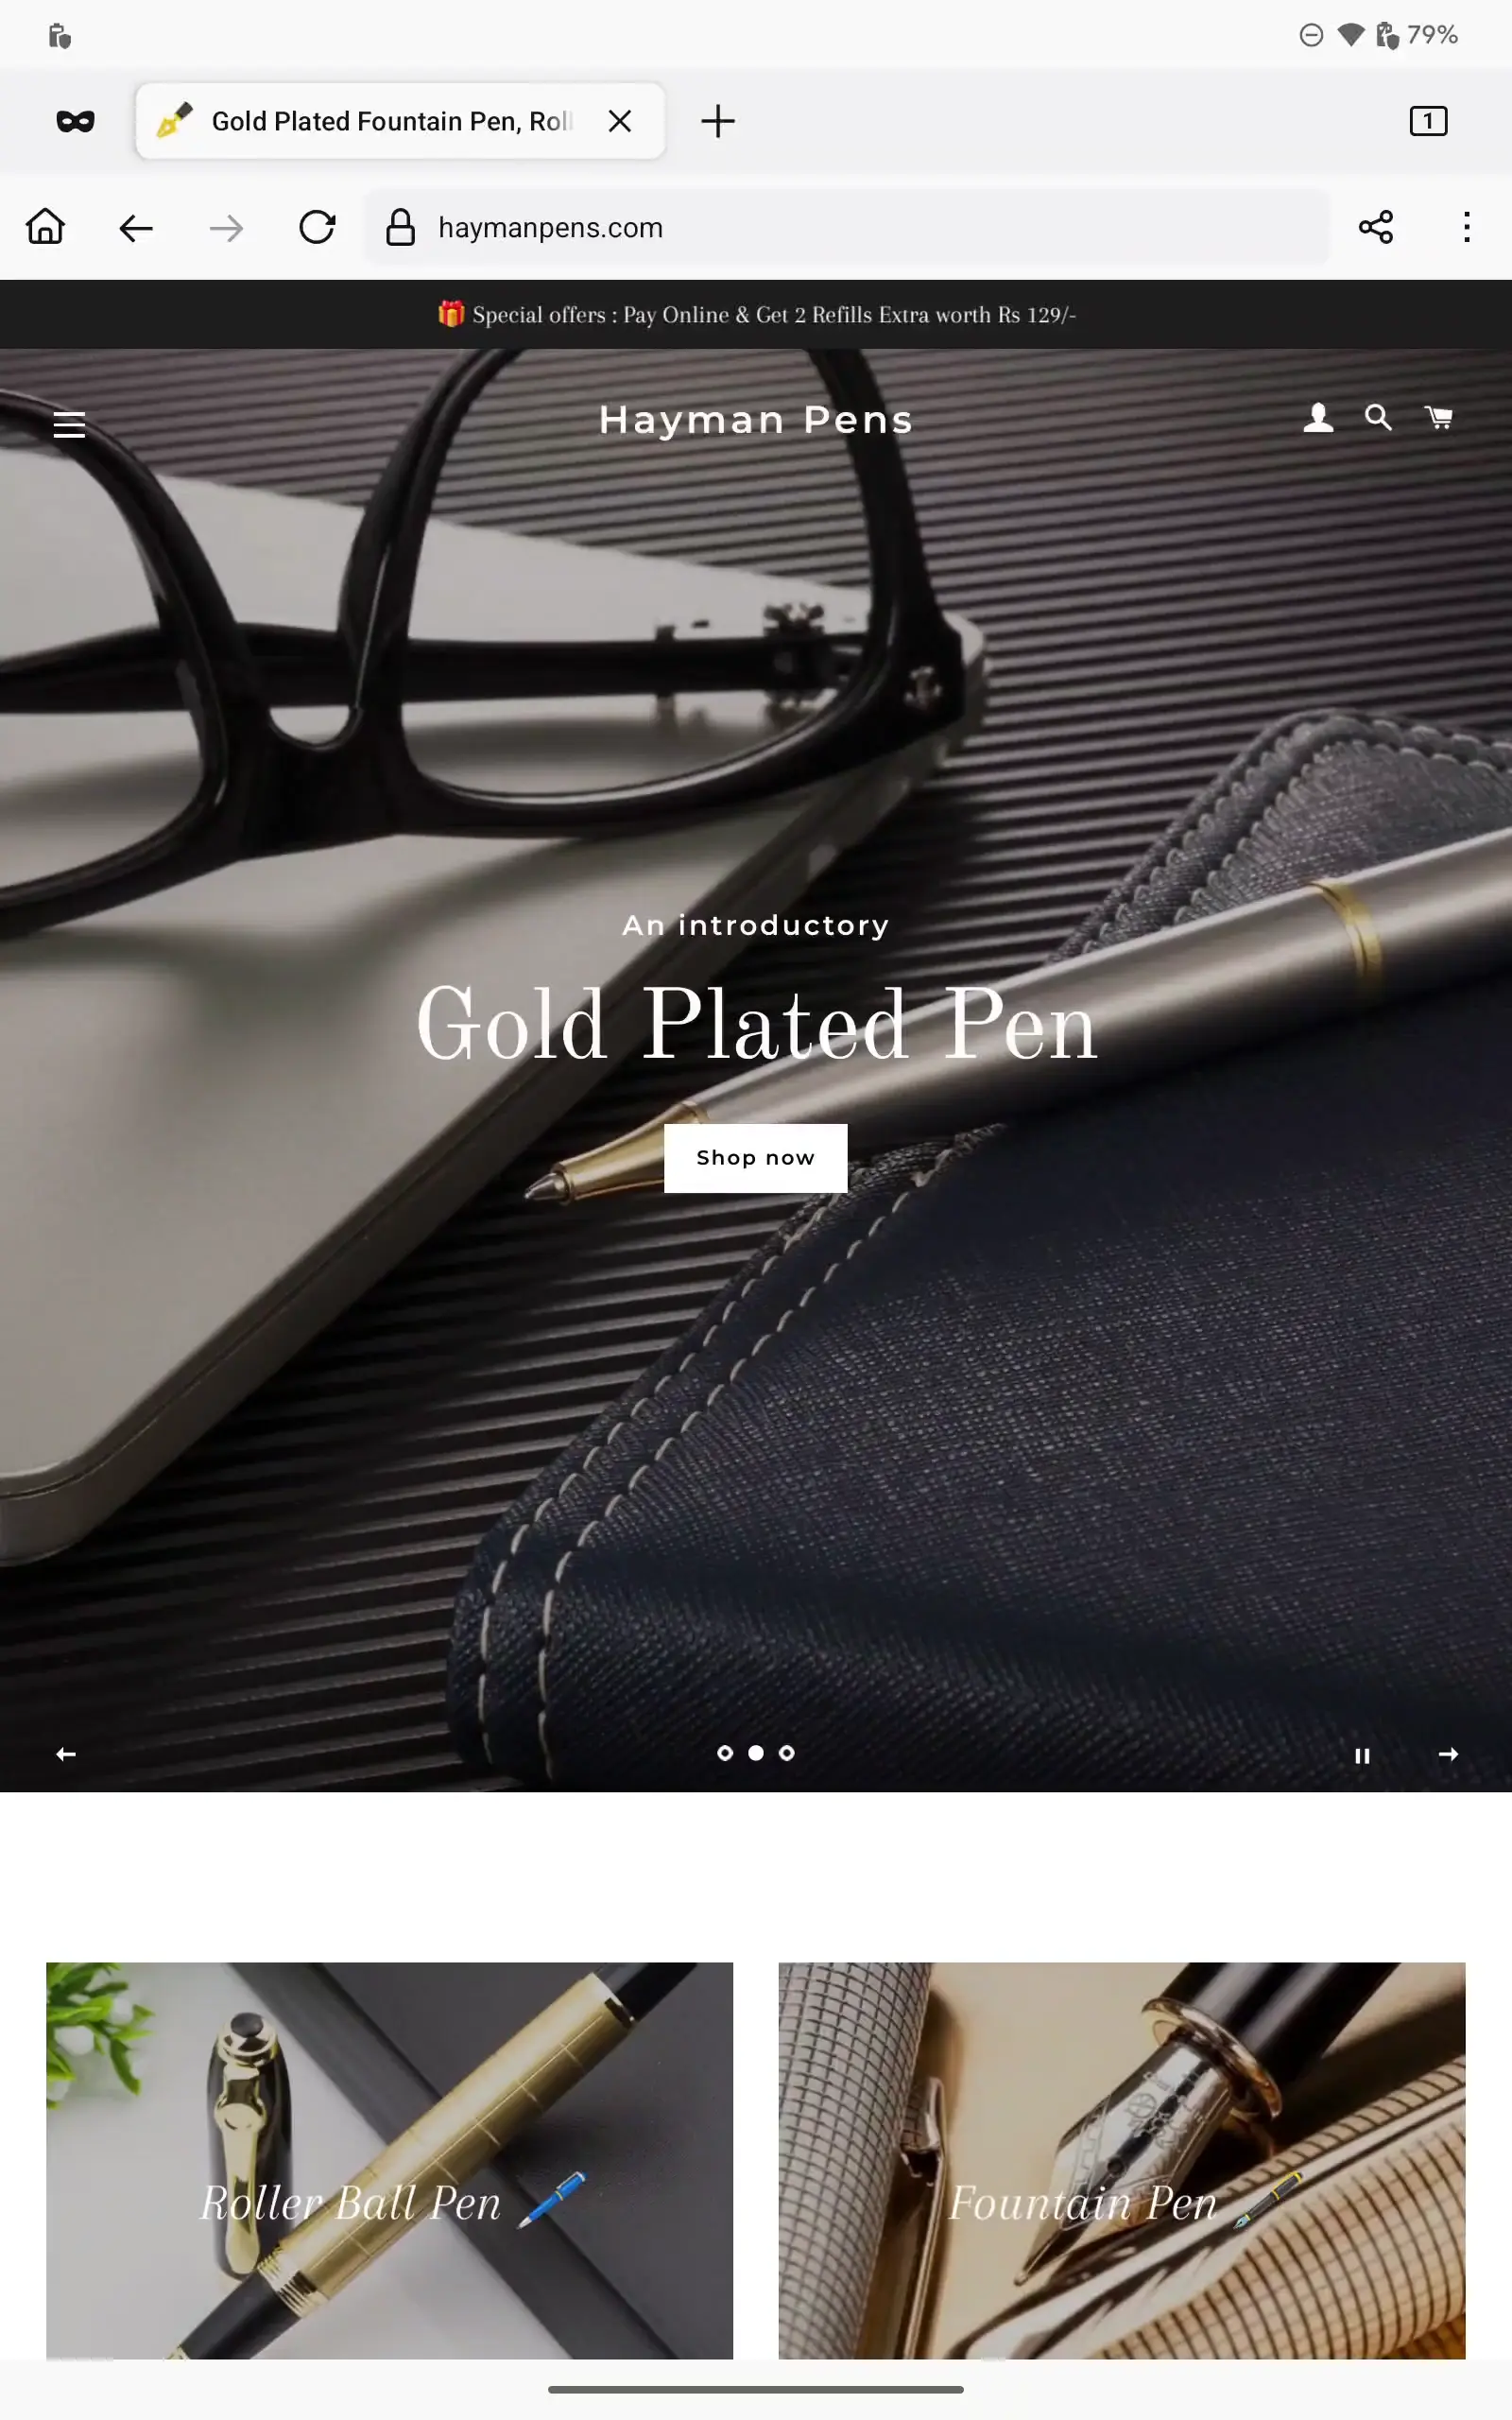 79%
Gold Plated Fountain Pen, Rol
1
haymanpens.com
🎁 Special offers : Pay Online & Get 2 Refills Extra worth Rs 129/-
Hayman Pens
An introductory
Gold Plated Pen
Shop now
Roller Ball Pen 🖊️
Fountain Pen 🖋️